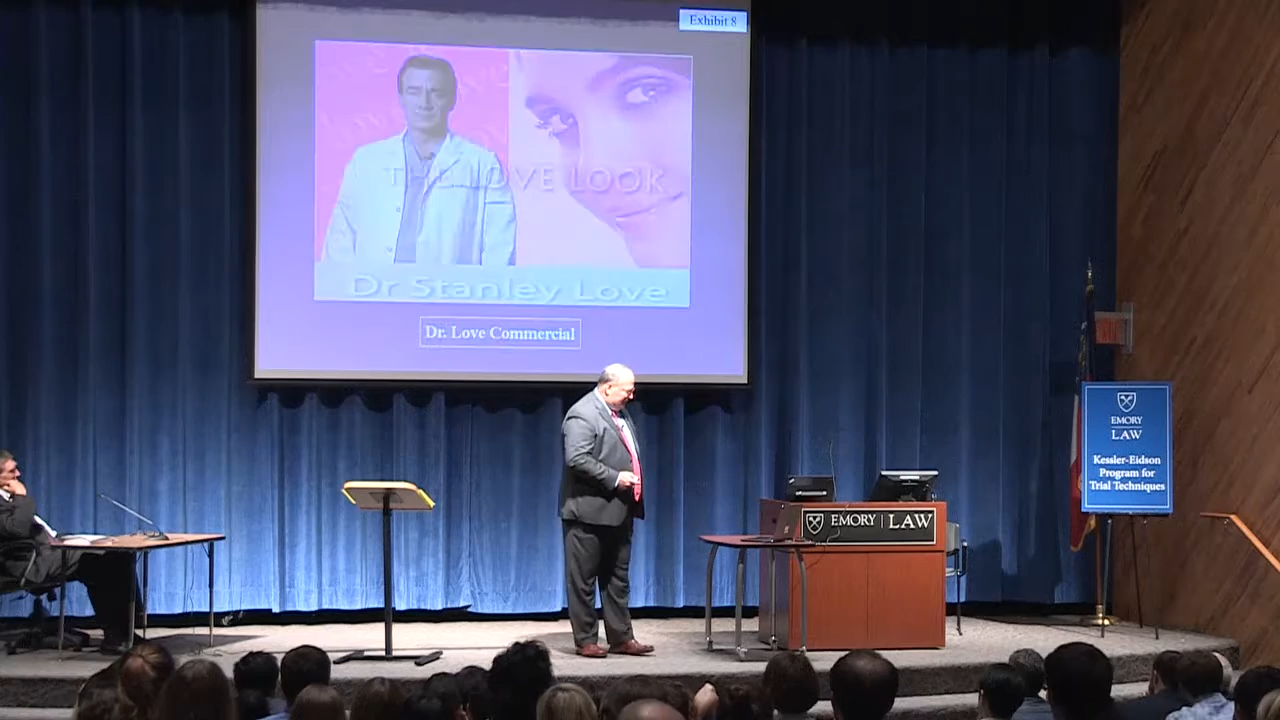 Exhibit 8
THE LOVE LOOK
Dr Stanley Love
Dr. Love Commercial
EMORY
LAW
Kessler-Eidson
Program for
Trial Techniques
EMORY | LAW